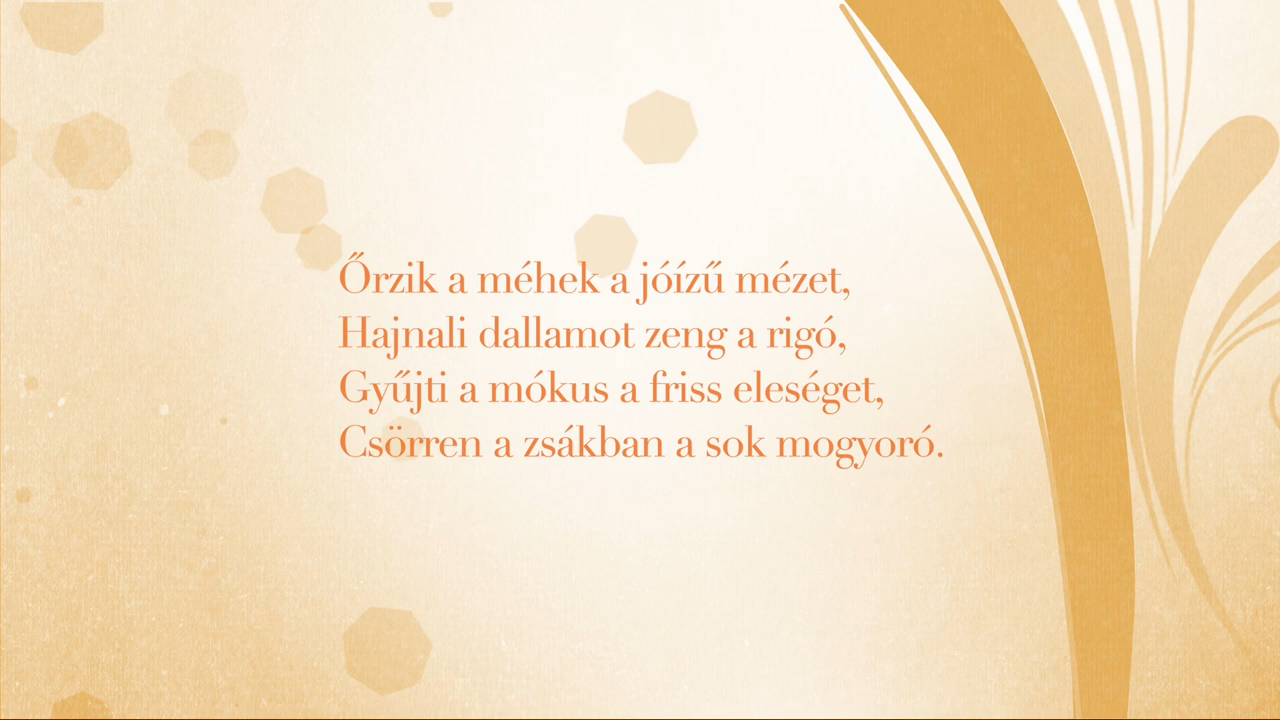 Őrzik a méhek a jóízű mézet,
Hajnali dallamot zeng a rigó,
Gyűjti a mókus a friss eleséget,
Csörren a zsákban a sok mogyoró.